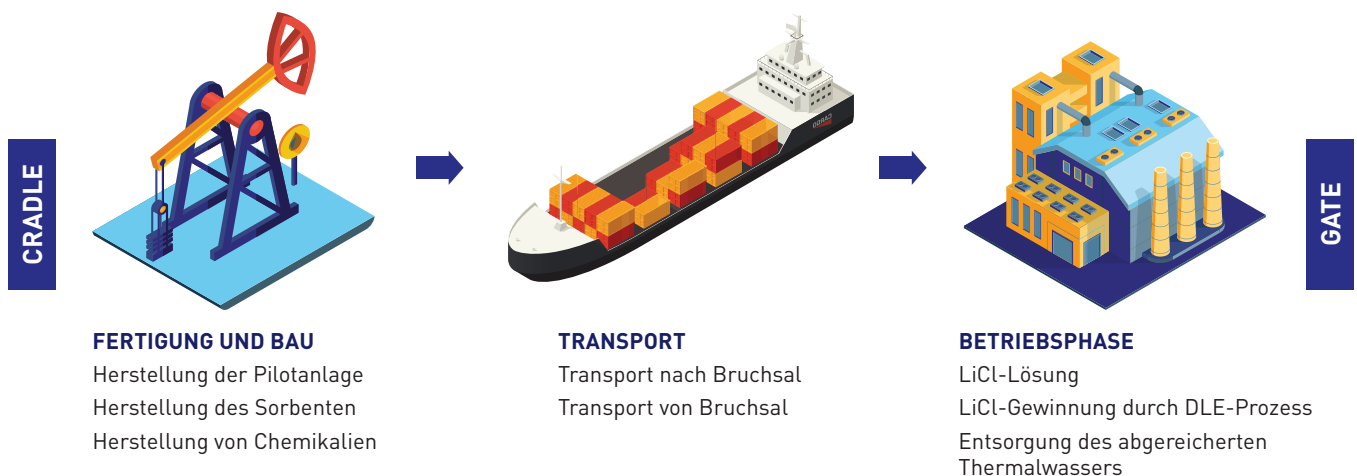 CRADLE
GATE
CARGO
FERTIGUNG UND BAU
Herstellung der Pilotanlage
Herstellung des Sorbenten
Herstellung von Chemikalien
TRANSPORT
Transport nach Bruchsal
Transport von Bruchsal
BETRIEBSPHASE
LiCl-Lösung
LiCl-Gewinnung durch DLE-Prozess
Entsorgung des abgereicherten
Thermalwassers